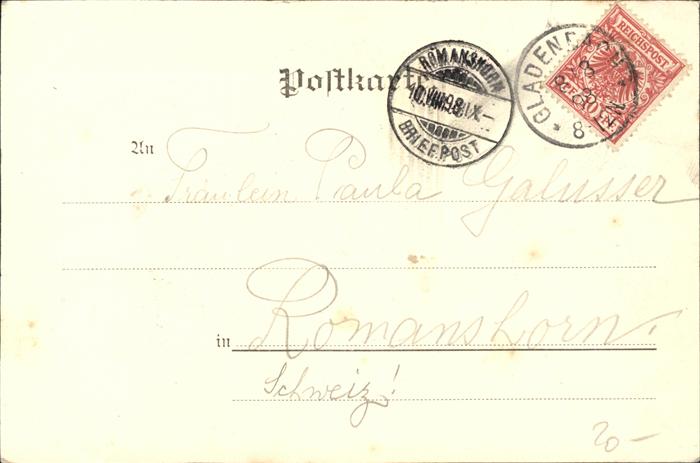 Postkarte
ROMANSHORN
10.VIII.98.IX-
BRIEFPOST
GLADENBACH
REICHSPOST
An
Fräulein Paula Galusser
in Romanshorn.
Schweiz!
20-